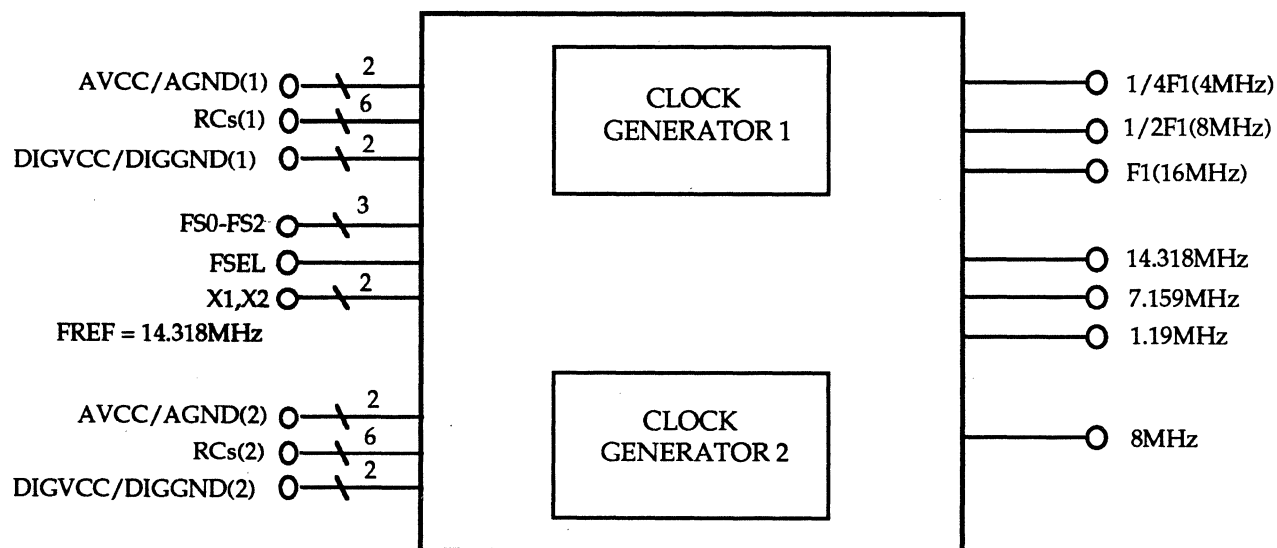 AVCC/AGND(1)
2
RCs(1)
6
DIGVCC/DIGGND(1)
2
FS0-FS2
3
FSEL
X1,X2
2
FREF = 14.318MHz
AVCC/AGND(2)
2
RCs(2)
6
DIGVCC/DIGGND(2)
2
CLOCK
GENERATOR 1
CLOCK
GENERATOR 2
1/4F1(4MHz)
1/2F1(8MHz)
F1(16MHz)
14.318MHz
7.159MHz
1.19MHz
8MHz